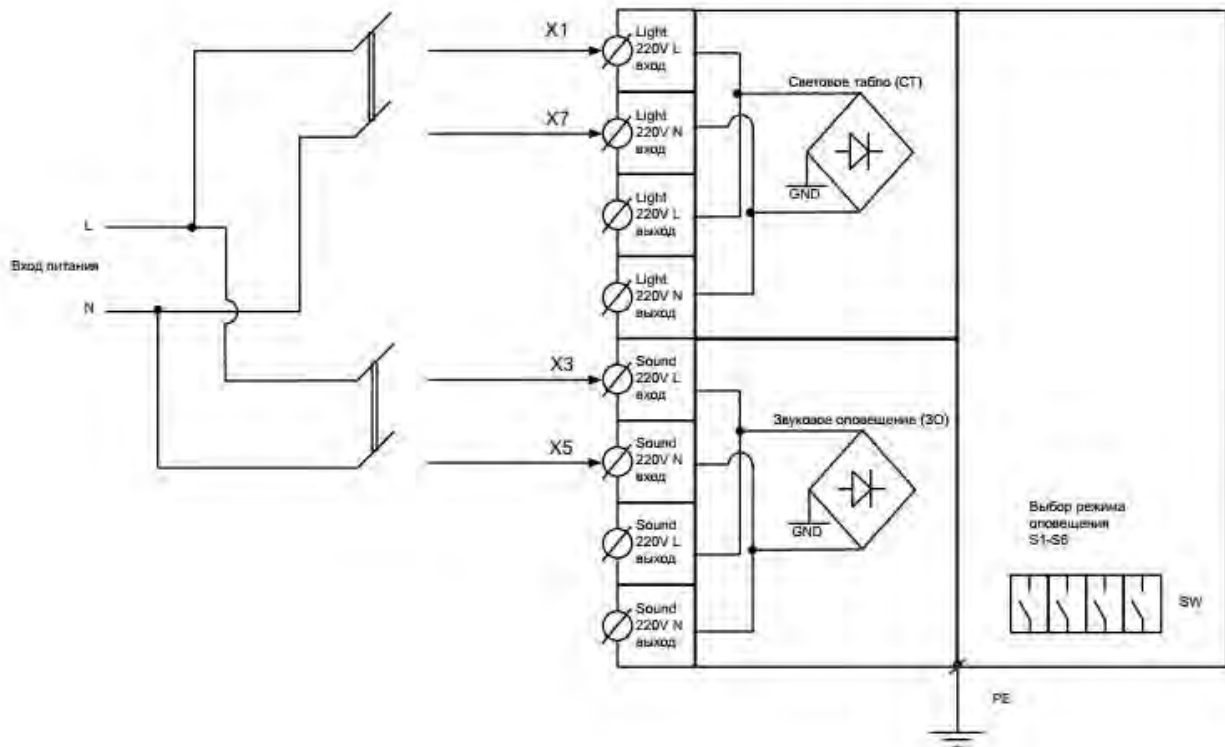 X1
Light
220V L
вход
X7
Light
220V N
вход
Light
220V L
выход
Light
220V N
выход
Световое табло (СТ)
GND
L
Вход питания
N
X3
Sound
220V L
вход
X5
Sound
220V N
вход
Sound
220V L
выход
Sound
220V N
выход
Звуковое оповещение (ЗО)
GND
Выбор режима
оповещения
S1-S6
SW
PE